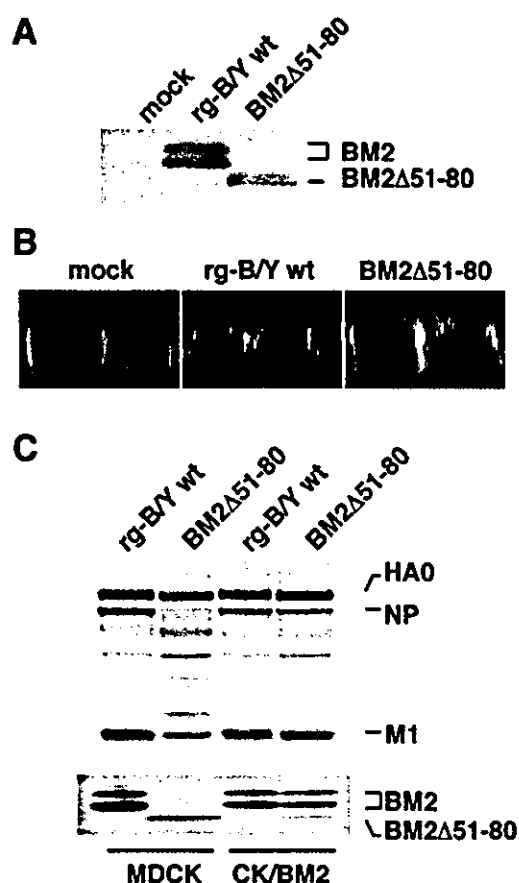 A
mock
rg-B/Y wt
BM2Δ51-80
BM2
BM2Δ51-80
B
mock
rg-B/Y wt
BM2Δ51-80
C
rg-B/Y wt
BM2Δ51-80
rg-B/Y wt
BM2Δ51-80
HA0
NP
M1
BM2
BM2Δ51-80
MDCK
CK/BM2